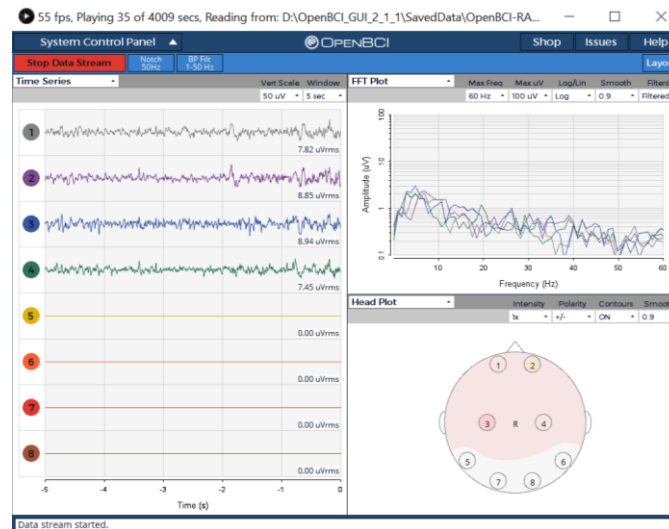 55 fps, Playing 35 of 4009 secs, Reading from: D:\OpenBCI_GUI_2_1_1\SavedData\OpenBCI-RA...
System Control Panel
OPENBCI
Shop Issues Help
Stop Data Stream
Notch 50Hz
BP Filt 1-50 Hz
Layou
Time Series
Vert Scale Window
50 uV 5 sec
1
7.82 uVrms
2
8.85 uVrms
3
8.94 uVrms
4
7.45 uVrms
5
0.00 uVrms
6
0.00 uVrms
7
0.00 uVrms
8
0.00 uVrms
-5 -4 -3 -2 -1 0
Time (s)
FFT Plot
Max Freq Max uV Log/Lin Smooth Filters
60 Hz 100 uV Log 0.9 Filtered
100
10
1
0.1
Amplitude (uV)
10 20 30 40 50 60
Frequency (Hz)
Head Plot
Intensity Polarity Contours Smoot
1x +/- ON 0.9
1 2
3 R 4
5 6
7 8
Data stream started.